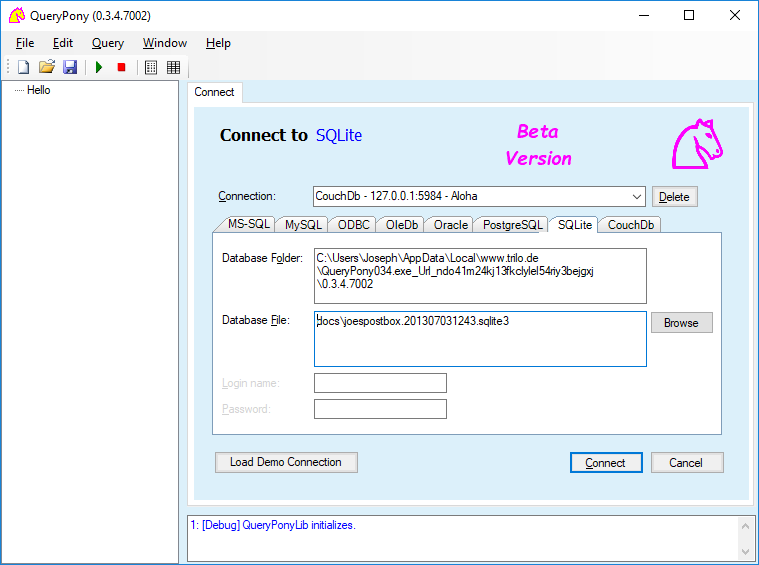 QueryPony (0.3.4.7002)
File Edit Query Window Help
Hello
Connect
Connect to SQLite
Beta
Version
Connection: CouchDb - 127.0.0.1:5984 - Aloha Delete
MS-SQL MySQL ODBC OleDb Oracle PostgreSQL SQLite CouchDb
Database Folder: C:\Users\Joseph\AppData\Local\www.trilo.de
\QueryPony034.exe_Url_ndo41m24kj13fkclylel54riy3bejgxj
\0.3.4.7002
Database File: docs\joespostbox.201307031243.sqlite3 Browse
Login name:
Password:
Load Demo Connection Connect Cancel
1: [Debug] QueryPonyLib initializes.